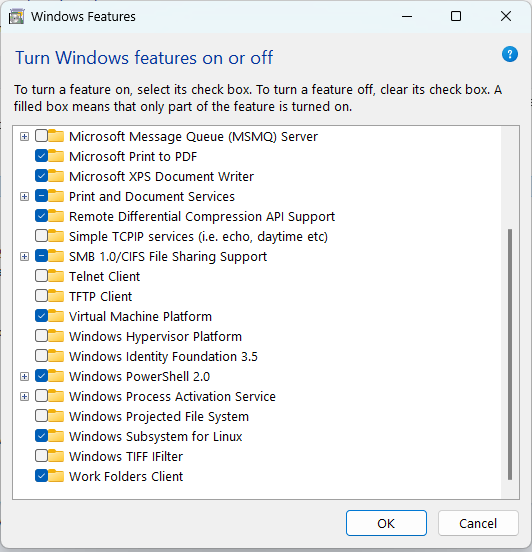 Windows Features
Turn Windows features on or off
To turn a feature on, select its check box. To turn a feature off, clear its check box. A
filled box means that only part of the feature is turned on.
Microsoft Message Queue (MSMQ) Server
Microsoft Print to PDF
Microsoft XPS Document Writer
Print and Document Services
Remote Differential Compression API Support
Simple TCPIP services (i.e. echo, daytime etc)
SMB 1.0/CIFS File Sharing Support
Telnet Client
TFTP Client
Virtual Machine Platform
Windows Hypervisor Platform
Windows Identity Foundation 3.5
Windows PowerShell 2.0
Windows Process Activation Service
Windows Projected File System
Windows Subsystem for Linux
Windows TIFF IFilter
Work Folders Client
OK Cancel